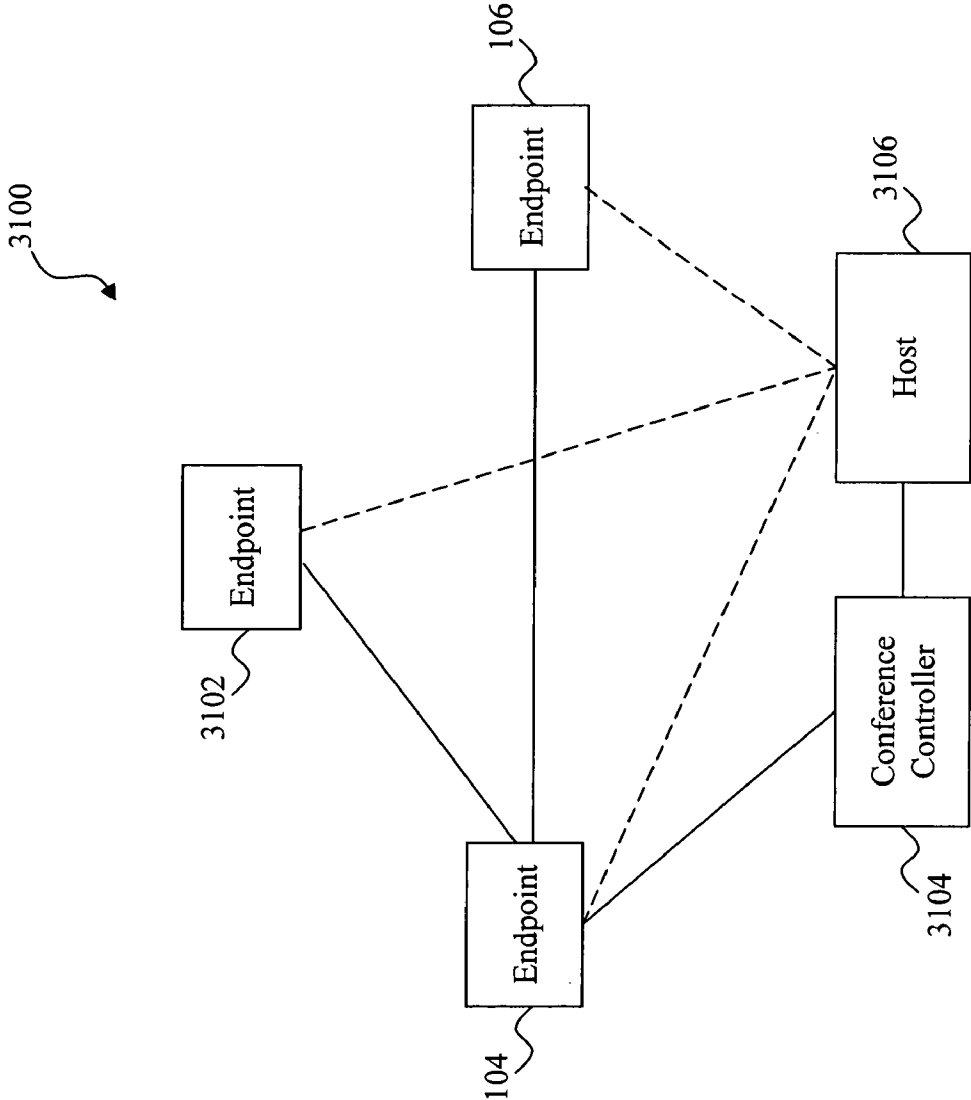 3100
3102
Endpoint
Endpoint
104
Endpoint
106
Conference
Controller
3104
Host
3106